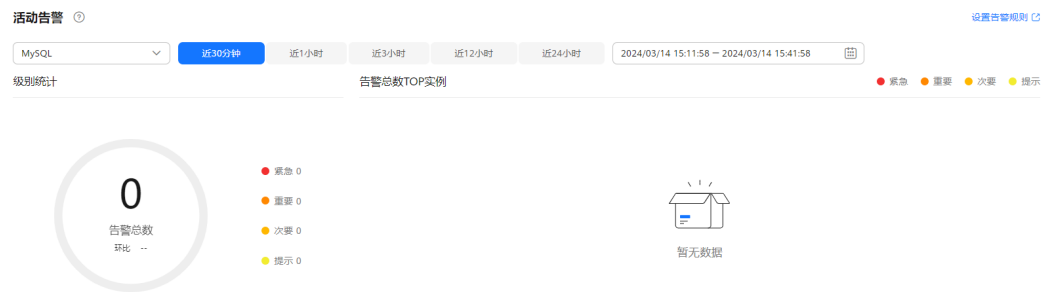 活动告警
设置告警规则
MySQL 近30分钟 近1小时 近3小时 近12小时 近24小时 2024/03/14 15:11:58 — 2024/03/14 15:41:58
级别统计 告警总数TOP实例 紧急 重要 次要 提示
0
告警总数
环比 --
紧急 0
重要 0
次要 0
提示 0
暂无数据